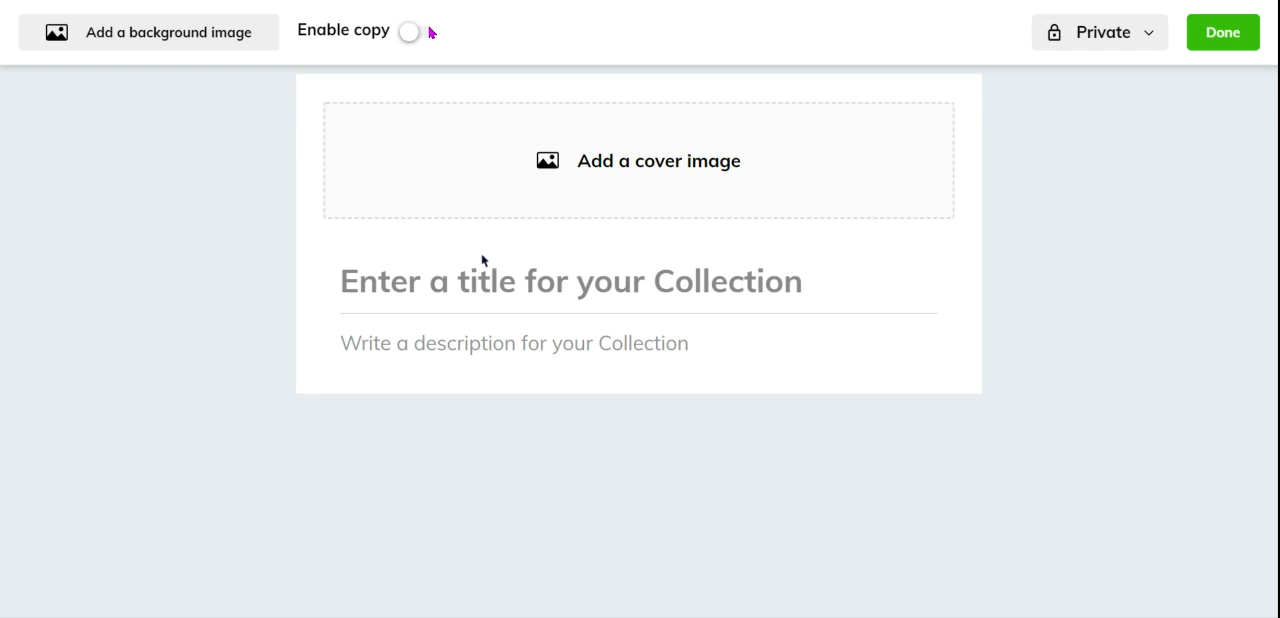 Add a background image
Enable copy
Private
Done
Add a cover image
Enter a title for your Collection
Write a description for your Collection